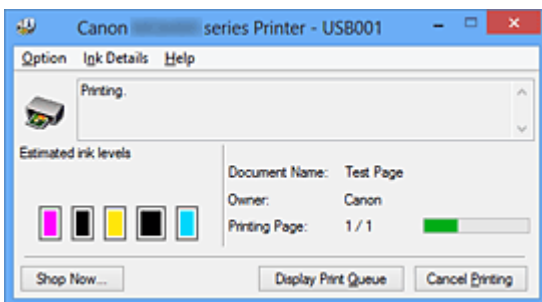 Canon series Printer - USB001
Option Ink Details Help
Printing.
Estimated ink levels
Document Name: Test Page
Owner: Canon
Printing Page: 1 / 1
Shop Now... Display Print Queue Cancel Printing